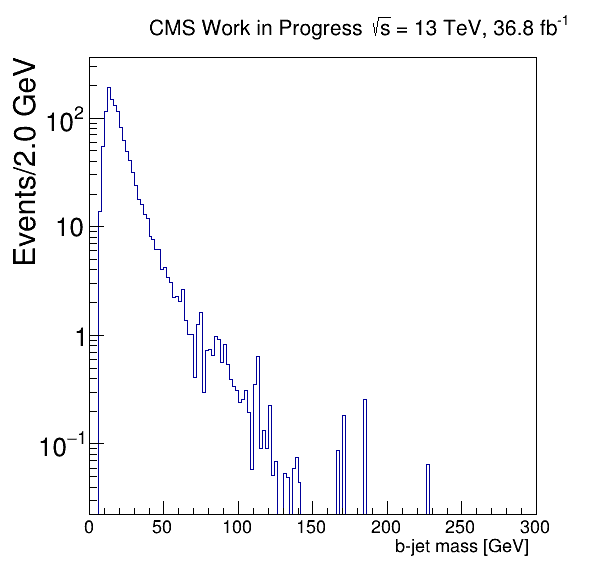 CMS Work in Progress √s = 13 TeV, 36.8 fb⁻¹
Events/2.0 GeV
10²
10
1
10⁻¹
0 50 100 150 200 250 300
b-jet mass [GeV]